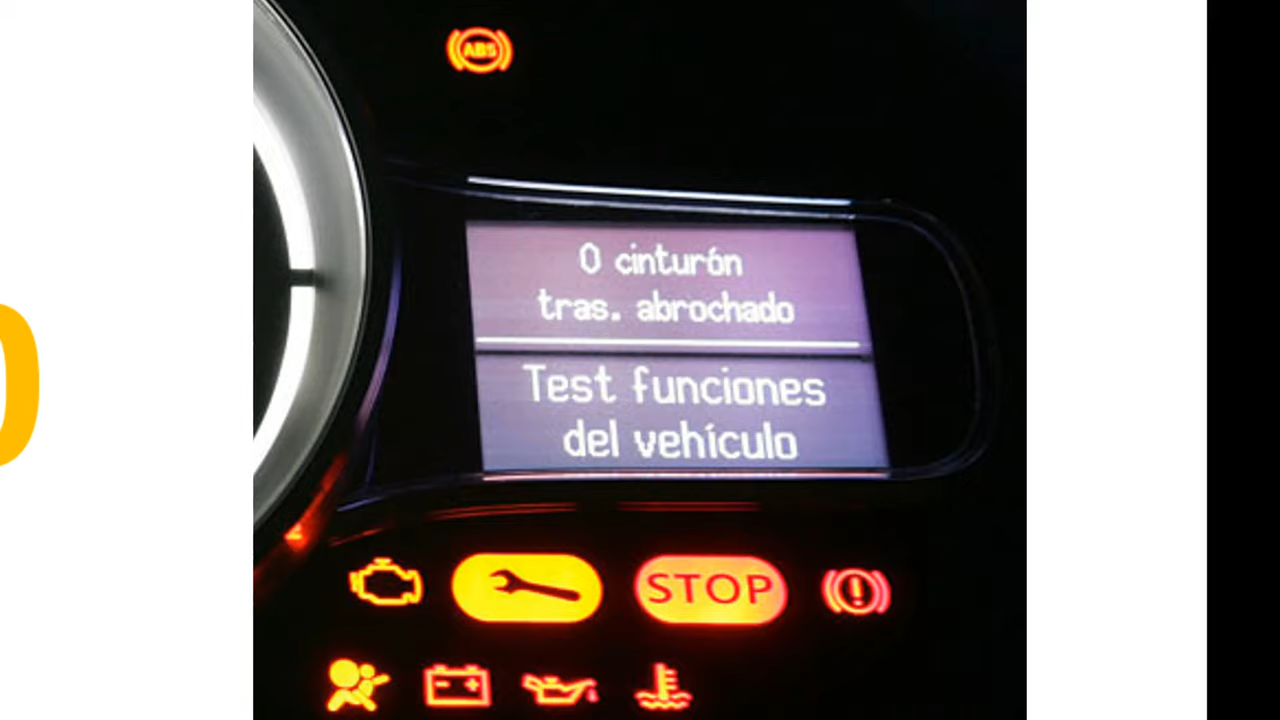 ABS
0 cinturón
tras. abrochado
Test funciones
del vehículo
STOP